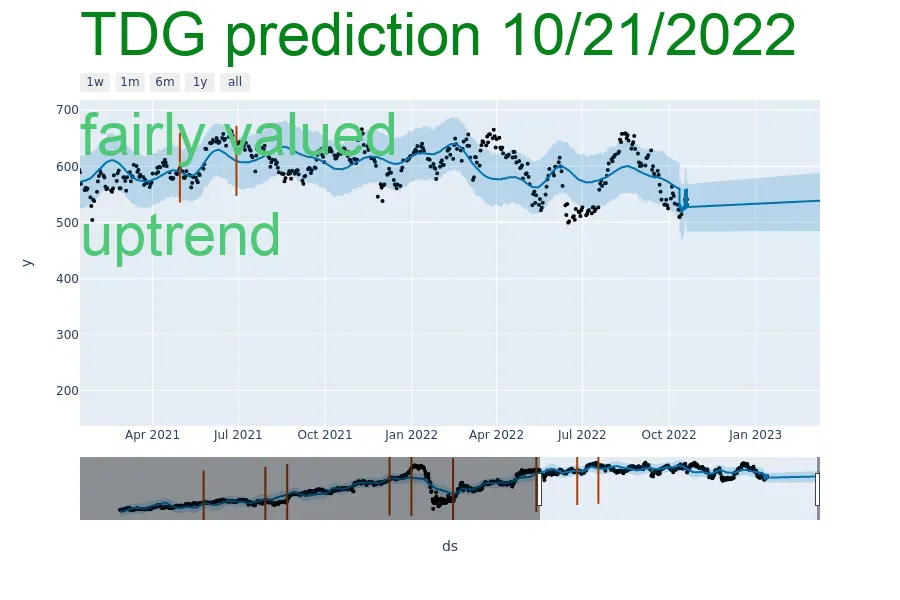 TDG prediction 10/21/2022
1w 1m 6m 1y all
700
fairly valued
600
500
uptrend
y
400
300
200
Apr 2021 Jul 2021 Oct 2021 Jan 2022 Apr 2022 Jul 2022 Oct 2022 Jan 2023
ds